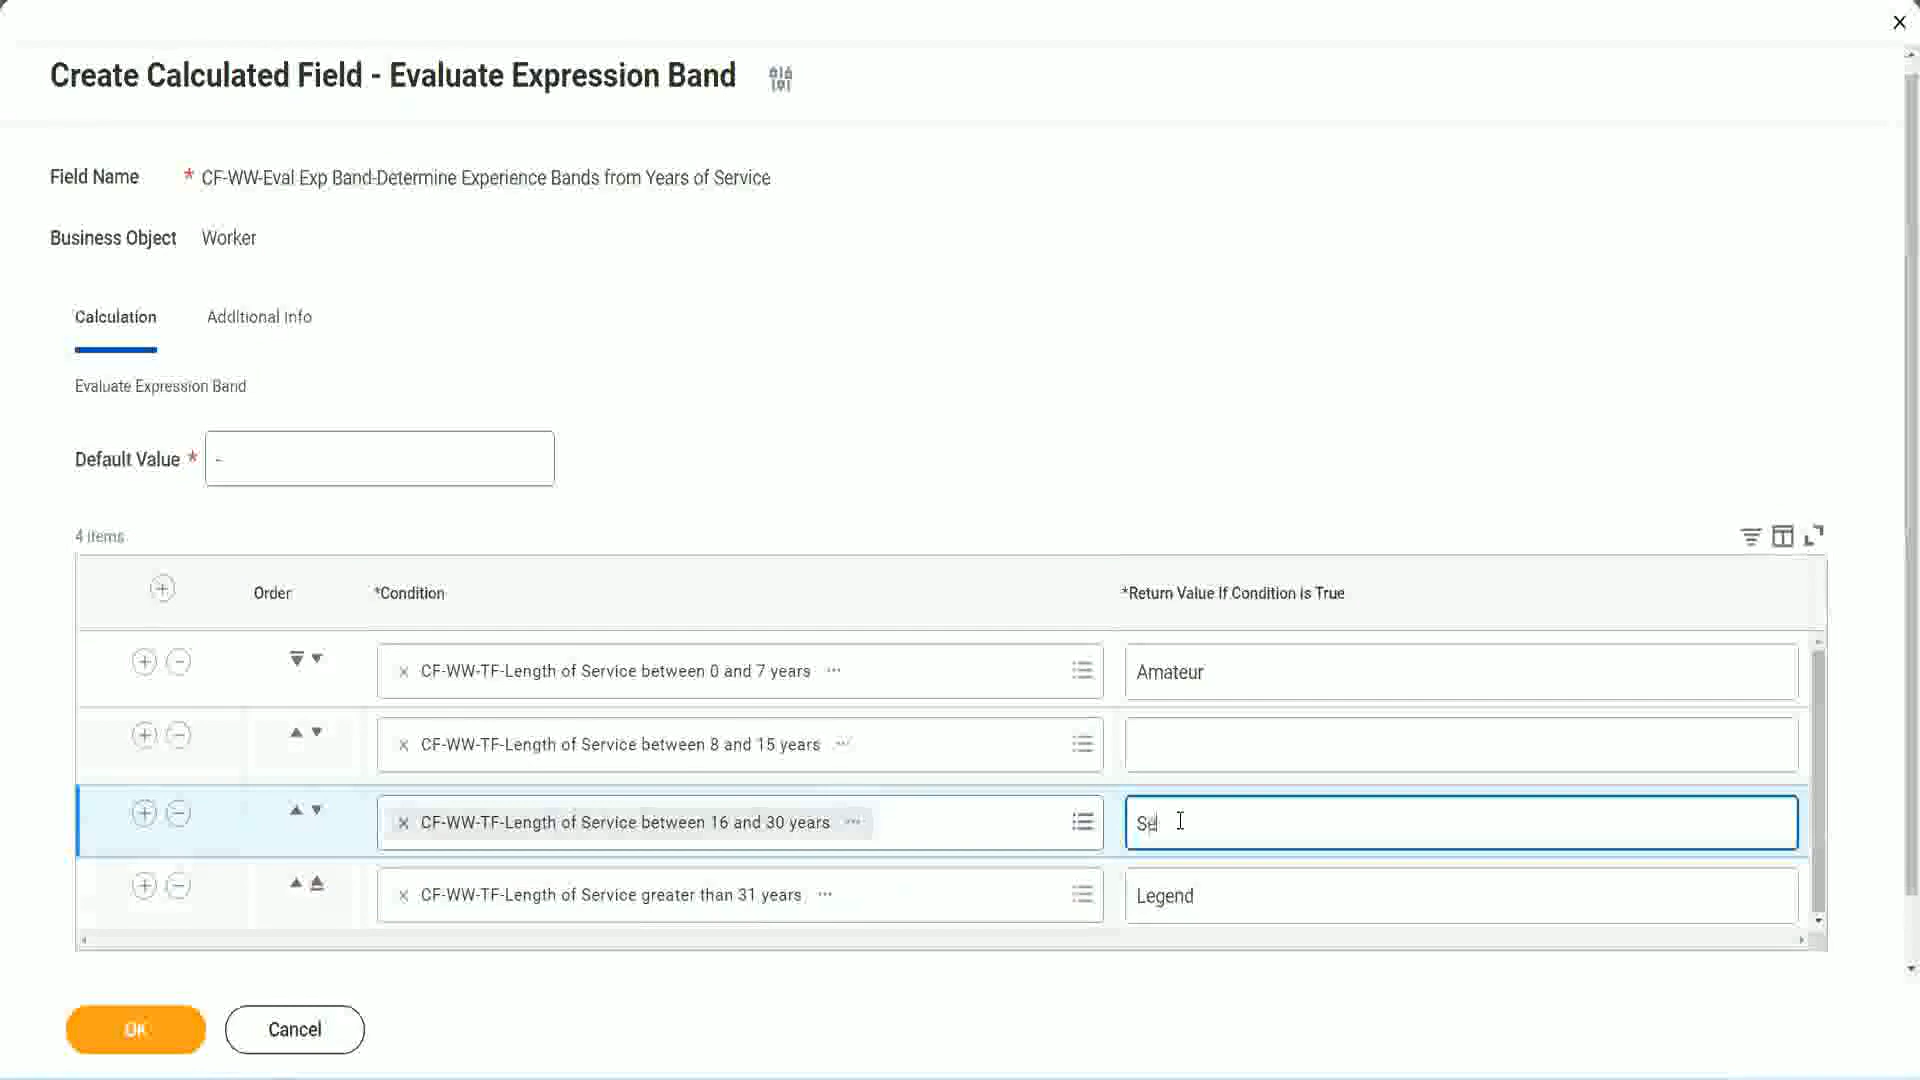 Create Calculated Field - Evaluate Expression Band
Field Name * CF-WW-Eval Exp Band-Determine Experience Bands from Years of Service
Business Object Worker
Calculation Additional Info
Evaluate Expression Band
Default Value * -
4 items
Order *Condition *Return Value If Condition is True
CF-WW-TF-Length of Service between 0 and 7 years Amateur
CF-WW-TF-Length of Service between 8 and 15 years
CF-WW-TF-Length of Service between 16 and 30 years
CF-WW-TF-Length of Service greater than 31 years Legend
OK Cancel